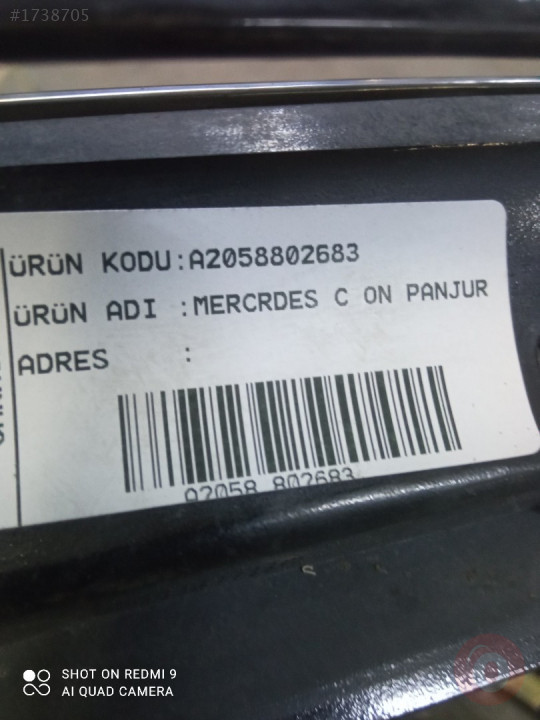 #1738705
ÜRÜN KODU:A2058802683
ÜRÜN ADI :MERCRDES C ON PANJUR
ADRES :
A2058 802683
SHOT ON REDMI 9
AI QUAD CAMERA